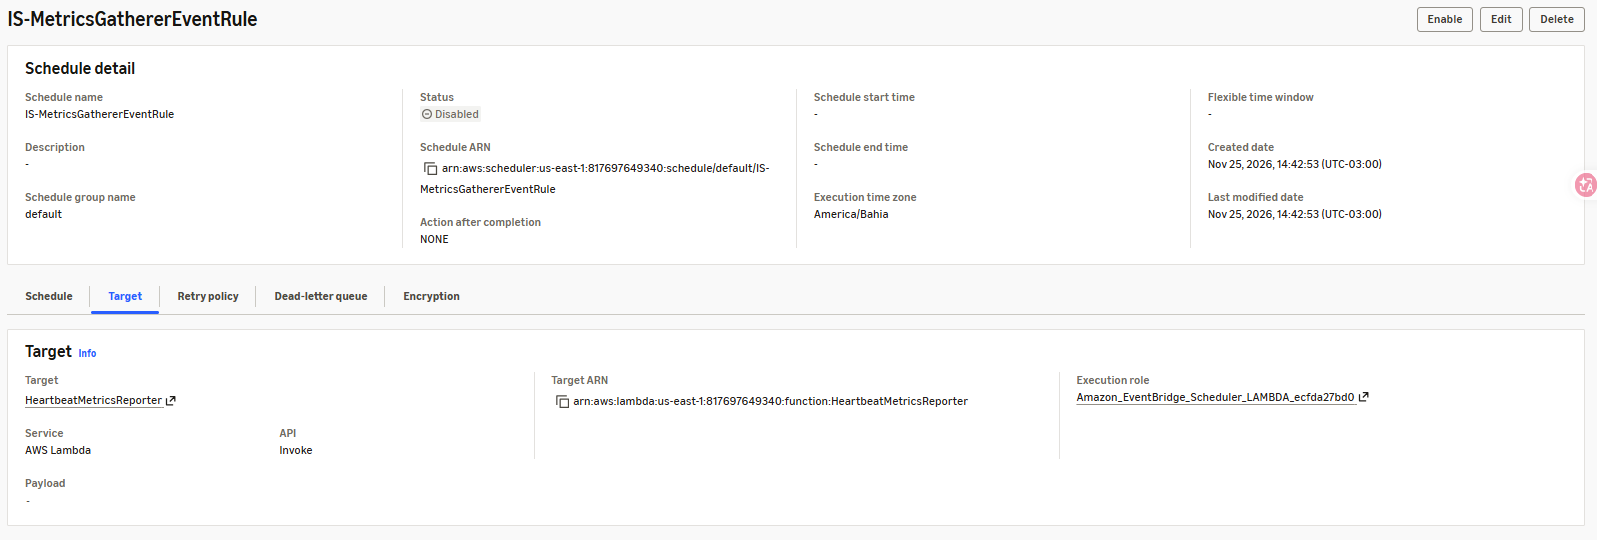 IS-MetricsGathererEventRule
Enable
Edit
Delete
Schedule detail
Schedule name
IS-MetricsGathererEventRule
Description
-
Schedule group name
default
Status
Disabled
Schedule ARN
arn:aws:scheduler:us-east-1:817697649340:schedule/default/IS-
MetricsGathererEventRule
Action after completion
NONE
Schedule start time
-
Schedule end time
-
Execution time zone
America/Bahia
Flexible time window
-
Created date
Nov 25, 2026, 14:42:53 (UTC-03:00)
Last modified date
Nov 25, 2026, 14:42:53 (UTC-03:00)
Schedule
Target
Retry policy
Dead-letter queue
Encryption
Target Info
Target
HeartbeatMetricsReporter
Service
AWS Lambda
API
Invoke
Payload
-
Target ARN
arn:aws:lambda:us-east-1:817697649340:function:HeartbeatMetricsReporter
Execution role
Amazon_EventBridge_Scheduler_LAMBDA_ecfda27bd0